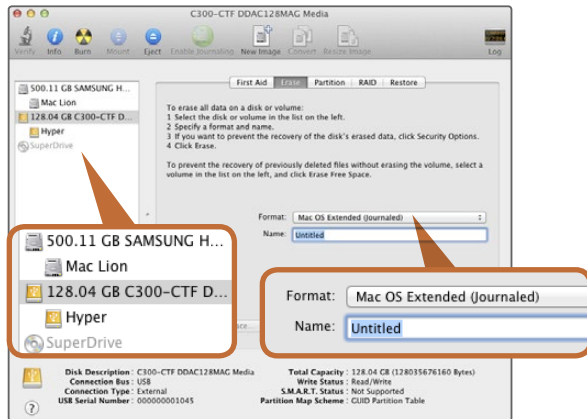 C300-CTF DDAC128MAG Media
Verify Info Burn Mount Eject Enable Journaling New Image Convert Resize Image Log
500.11 GB SAMSUNG H...
Mac Lion
128.04 GB C300-CTF D...
Hyper
SuperDrive
First Aid Erase Partition RAID Restore
To erase all data on a disk or volume:
1 Select the disk or volume in the list on the left.
2 Specify a format and name.
3 If you want to prevent the recovery of the disk's erased data, click Security Options.
4 Click Erase.
To prevent the recovery of previously deleted files without erasing the volume, select a
volume in the list on the left, and click Erase Free Space.
Format: Mac OS Extended (Journaled)
Name: Untitled
500.11 GB SAMSUNG H...
Mac Lion
128.04 GB C300-CTF D...
Hyper
SuperDrive
Format: Mac OS Extended (Journaled)
Name: Untitled
Disk Description : C300-CTF DDAC128MAG Media
Connection Bus : USB
Connection Type : External
USB Serial Number : 000000001045
Total Capacity : 128.04 GB (128035676160 Bytes)
Write Status : Read/Write
S.M.A.R.T. Status : Not Supported
Partition Map Scheme : GUID Partition Table
?